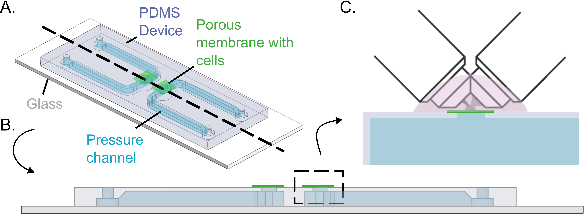 A.
PDMS
Device
Porous
membrane with
cells
C.
Glass
B.
Pressure
channel